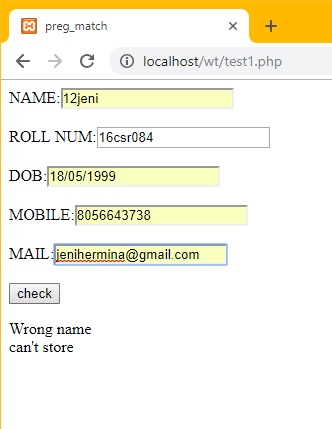 preg_match
localhost/wt/test1.php
NAME:12jeni
ROLL NUM:16csr084
DOB:18/05/1999
MOBILE:8056643738
MAIL:jenihermina@gmail.com
check
Wrong name
can't store